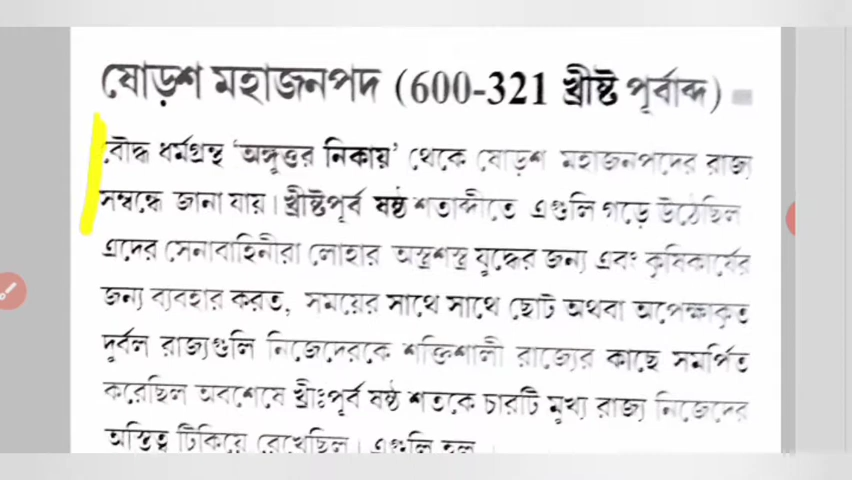 ষোড়শ মহাজনপদ (600-321 খ্রীষ্ট পূর্বাব্দ)
বৌদ্ধ ধর্মগ্রন্থ 'অঙ্গুত্তর নিকায়' থেকে ষোড়শ মহাজনপদের রাজ্য
সম্বন্ধে জানা যায়। খ্রীষ্টপূর্ব ষষ্ঠ শতাব্দীতে এগুলি গড়ে উঠেছিল
এদের সেনাবাহিনীরা লোহার অস্ত্রশস্ত্র যুদ্ধের জন্য এবং কৃষিকার্যের
জন্য ব্যবহার করত, সময়ের সাথে সাথে ছোট অথবা অপেক্ষাকৃত
দুর্বল রাজ্যগুলি নিজেদেরকে শক্তিশালী রাজ্যের কাছে সমর্পিত
করেছিল অবশেষে খ্রীঃপূর্ব ষষ্ঠ শতকে চারটি মুখ্য রাজ্য নিজেদের
অস্তিত্ব টিকিয়ে রেখেছিল। এগুলি হল